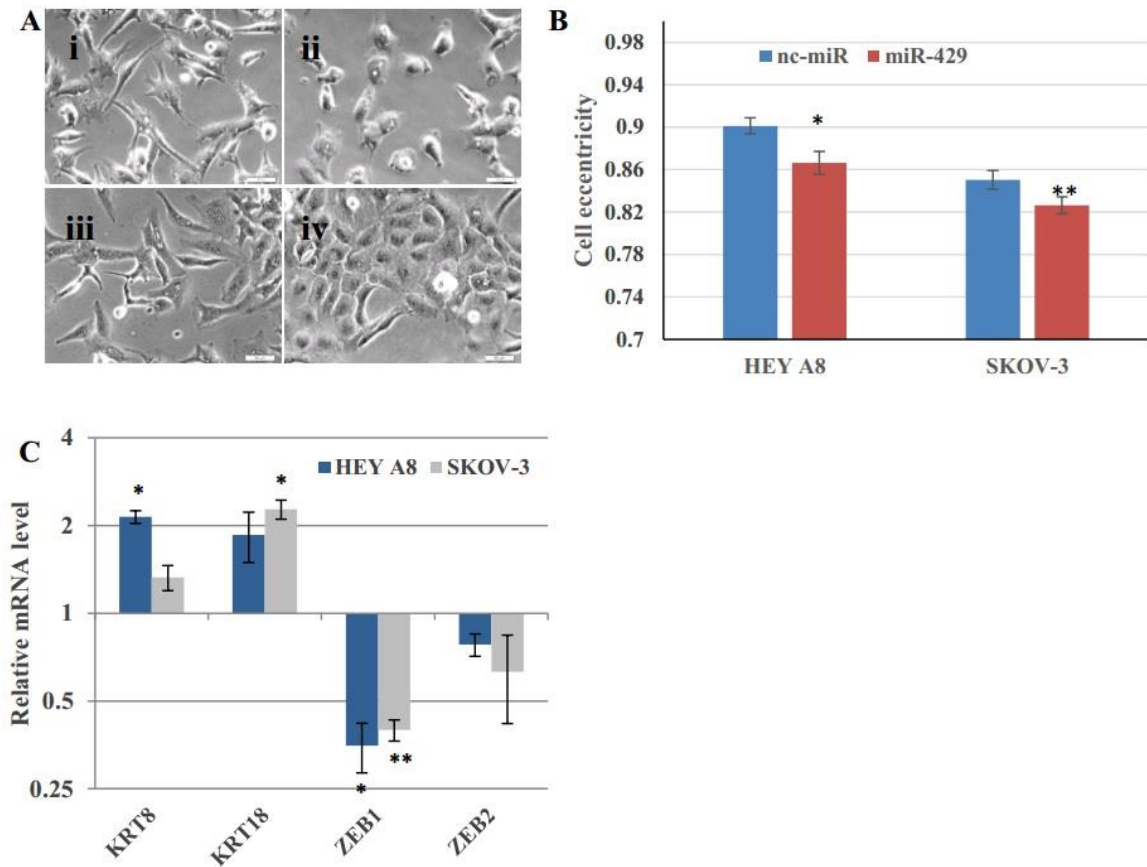 A
i
ii
iii
iv
B
nc-miR miR-429
Cell eccentricity
0.98
0.94
0.9
0.86
0.82
0.78
0.74
0.7
*
**
HEY A8 SKOV-3
C
HEY A8 SKOV-3
Relative mRNA level
4
2
1
0.5
0.25
*
*
*
**
KRT8
KRT18
ZEB1
ZEB2